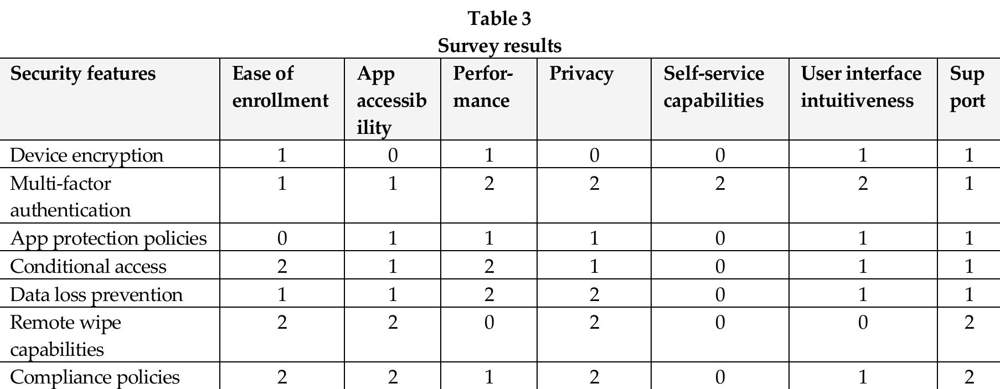 Table 3
Survey results
Security features Ease of enrollment App accessib ility Perfor- mance Privacy Self-service capabilities User interface intuitiveness Sup port
Device encryption 1 0 1 0 0 1 1
Multi-factor authentication 1 1 2 2 2 2 1
App protection policies 0 1 1 1 0 1 1
Conditional access 2 1 2 1 0 1 1
Data loss prevention 1 1 2 2 0 1 1
Remote wipe capabilities 2 2 0 2 0 0 2
Compliance policies 2 2 1 2 0 1 2